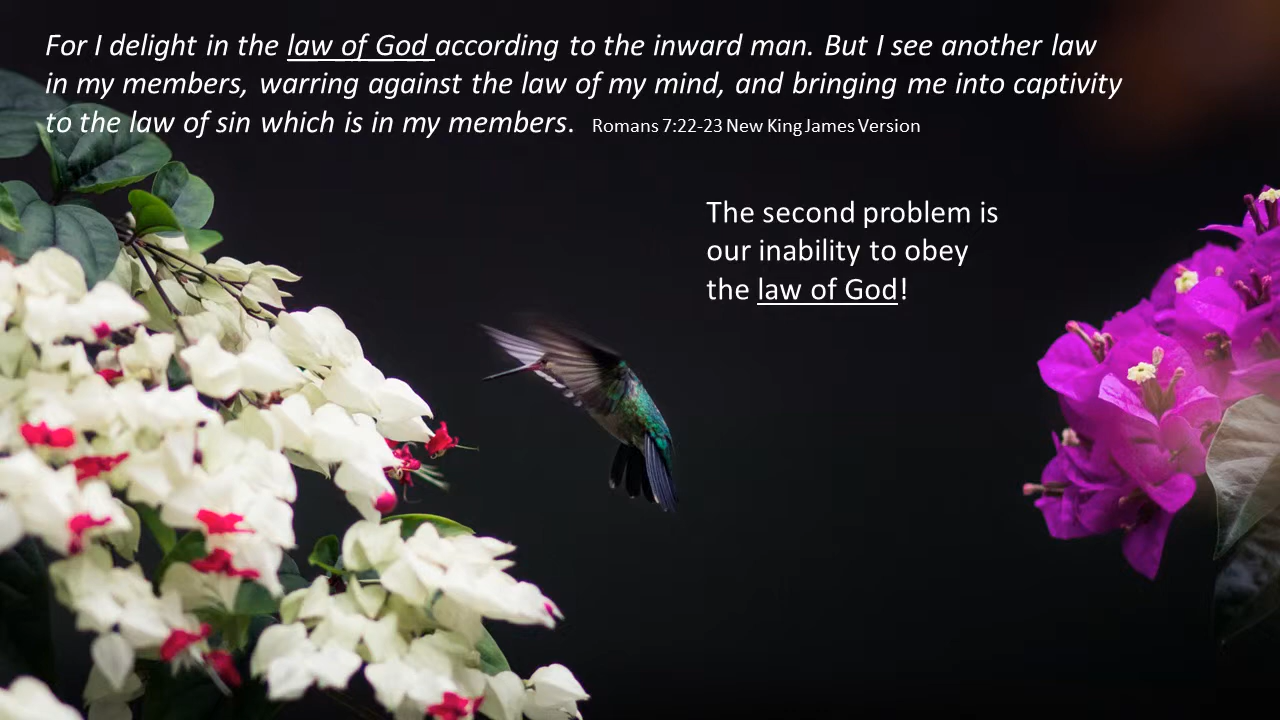 For I delight in the law of God according to the inward man. But I see another law
in my members, warring against the law of my mind, and bringing me into captivity
to the law of sin which is in my members. Romans 7:22-23 New King James Version
The second problem is
our inability to obey
the law of God!